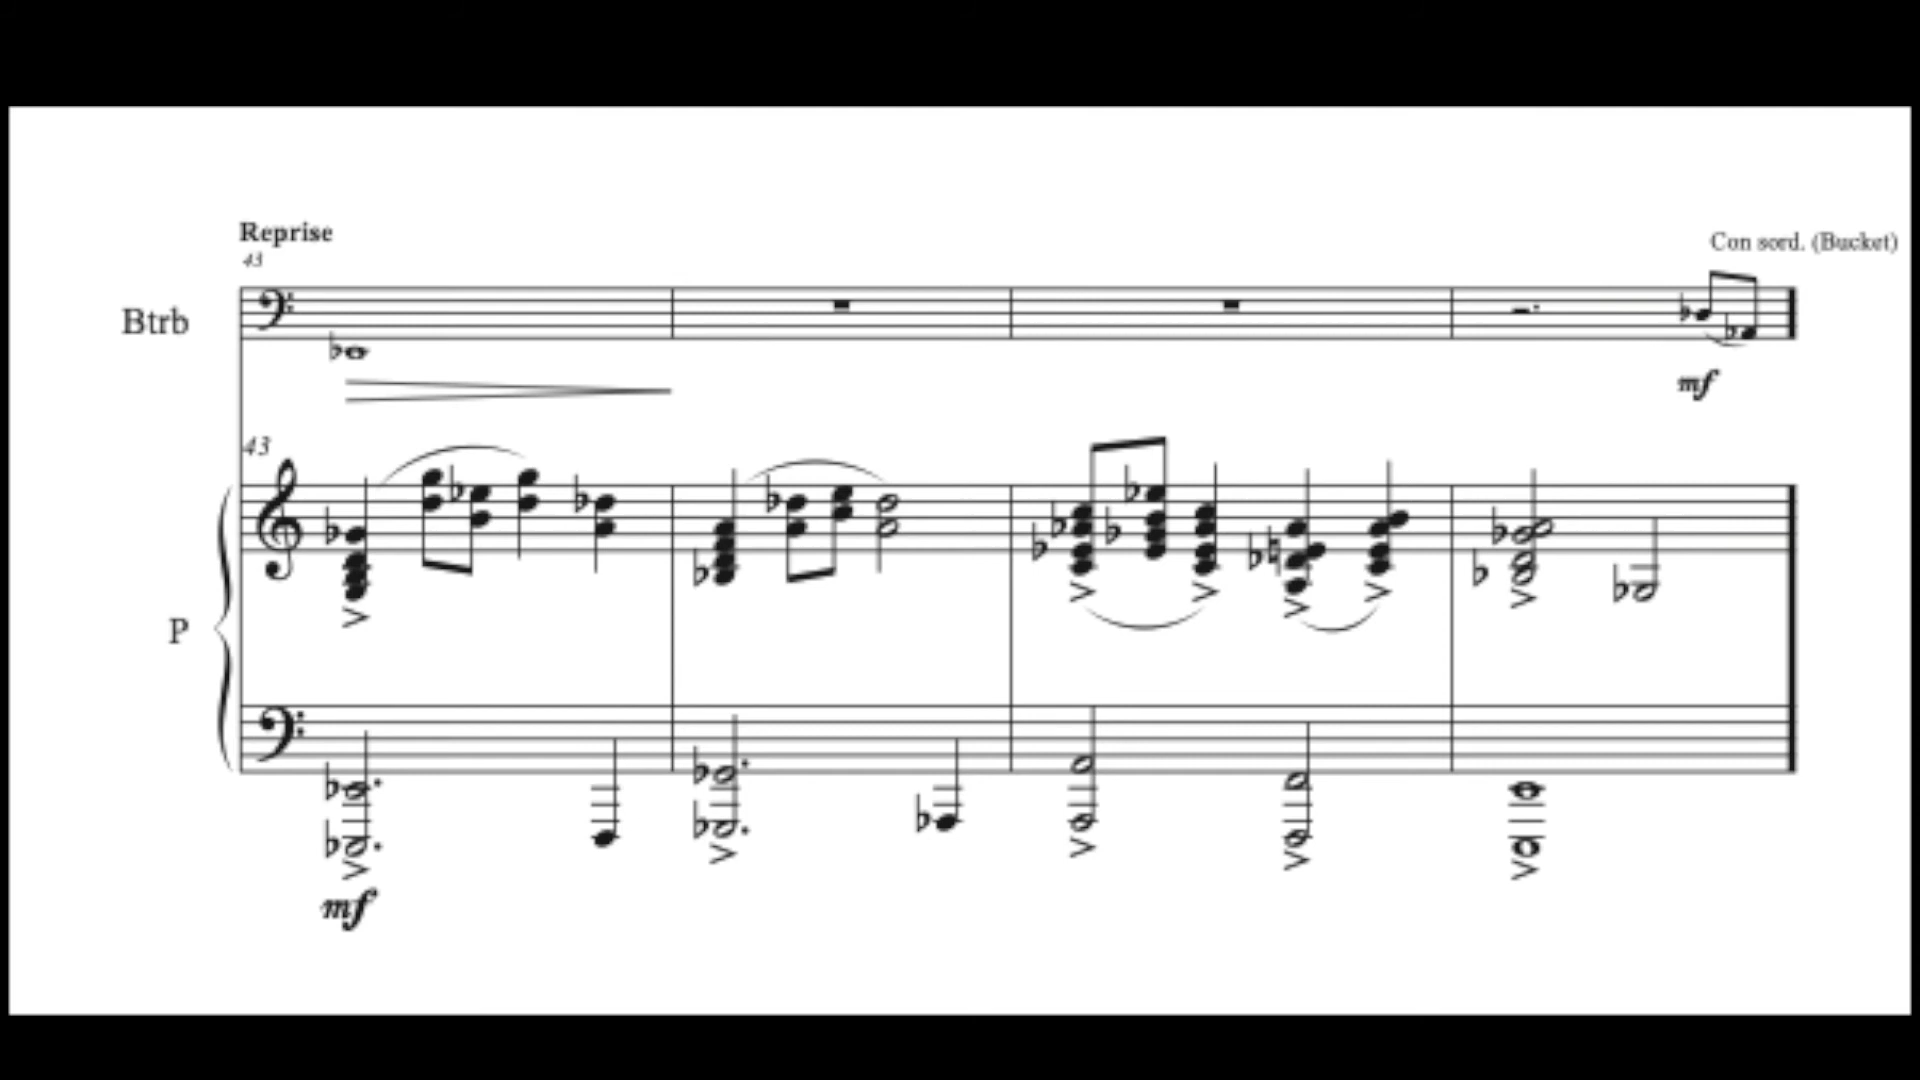 Reprise
43
Con sord. (Bucket)
Btrb
mf
43
P
mf